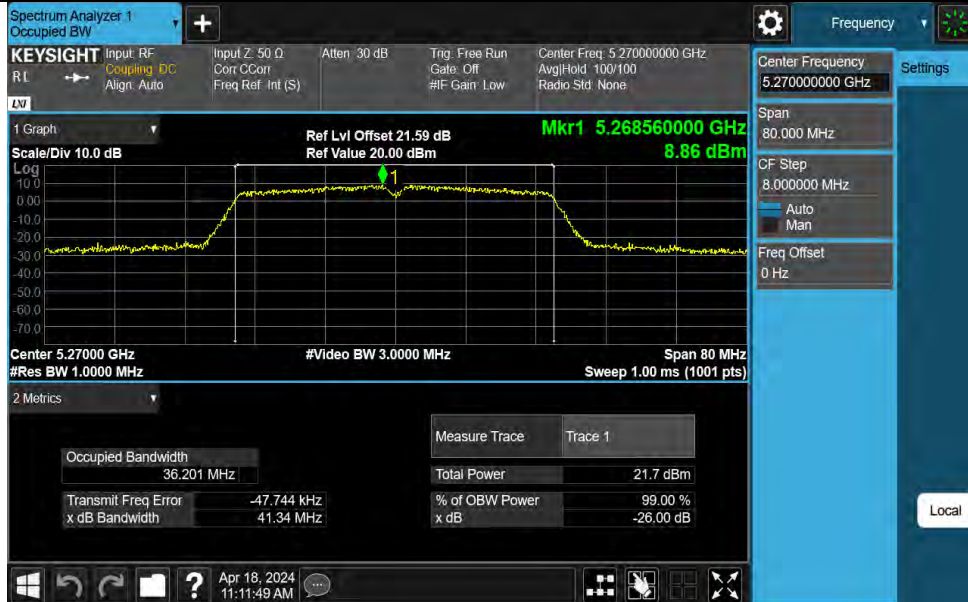 Spectrum Analyzer 1
Occupied BW
Frequency
KEYSIGHT
Input: RF
Coupling: DC
Align: Auto
Input Z: 50 Ω
Corr CCorr
Freq Ref: Int (S)
Atten: 30 dB
Trig: Free Run
Gate: Off
#IF Gain: Low
Center Freq: 5.270000000 GHz
Avg|Hold: 100/100
Radio Std: None
LXI
Center Frequency
5.270000000 GHz
Settings
Span
80.000 MHz
CF Step
8.000000 MHz
Auto
Man
Freq Offset
0 Hz
Local
1 Graph
Scale/Div 10.0 dB
Ref Lvl Offset 21.59 dB
Ref Value 20.00 dBm
Mkr1 5.268560000 GHz
8.86 dBm
Log
10.0
0.00
-10.0
-20.0
-30.0
-40.0
-50.0
-60.0
-70.0
1
Center 5.27000 GHz
#Video BW 3.0000 MHz
Span 80 MHz
#Res BW 1.0000 MHz
Sweep 1.00 ms (1001 pts)
2 Metrics
Measure Trace Trace 1
Occupied Bandwidth
36.201 MHz
Total Power 21.7 dBm
Transmit Freq Error -47.744 kHz
% of OBW Power 99.00 %
x dB Bandwidth 41.34 MHz
x dB -26.00 dB
Apr 18, 2024
11:11:49 AM